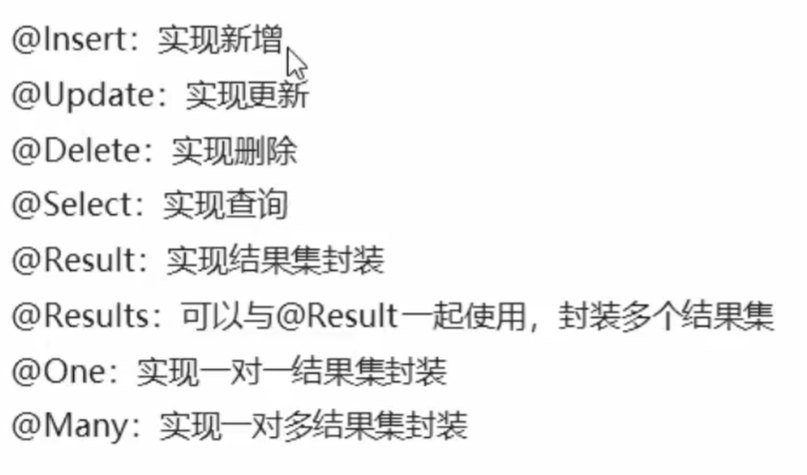 @Insert：实现新增
@Update：实现更新
@Delete：实现删除
@Select：实现查询
@Result：实现结果集封装
@Results：可以与@Result一起使用，封装多个结果集
@One：实现一对一结果集封装
@Many：实现一对多结果集封装